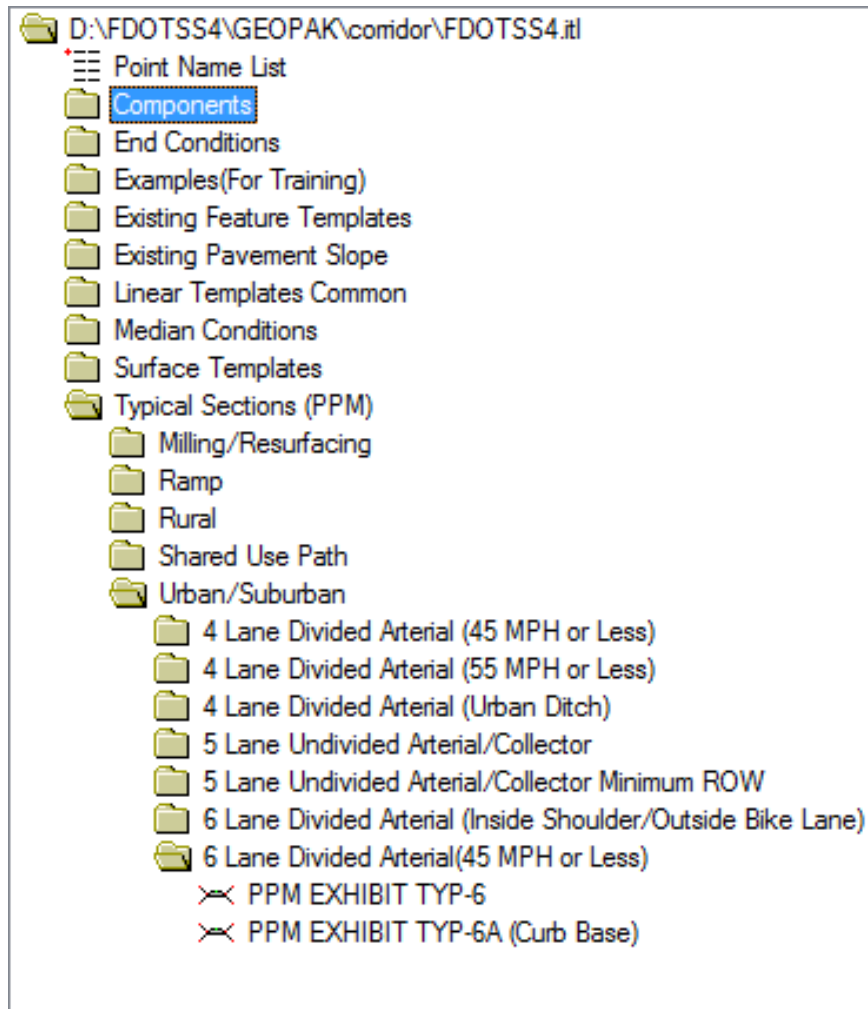 D:\FDOTSS4\GEOPAK\corridor\FDOTSS4.itl
Point Name List
Components
End Conditions
Examples(For Training)
Existing Feature Templates
Existing Pavement Slope
Linear Templates Common
Median Conditions
Surface Templates
Typical Sections (PPM)
Milling/Resurfacing
Ramp
Rural
Shared Use Path
Urban/Suburban
4 Lane Divided Arterial (45 MPH or Less)
4 Lane Divided Arterial (55 MPH or Less)
4 Lane Divided Arterial (Urban Ditch)
5 Lane Undivided Arterial/Collector
5 Lane Undivided Arterial/Collector Minimum ROW
6 Lane Divided Arterial (Inside Shoulder/Outside Bike Lane)
6 Lane Divided Arterial(45 MPH or Less)
PPM EXHIBIT TYP-6
PPM EXHIBIT TYP-6A (Curb Base)